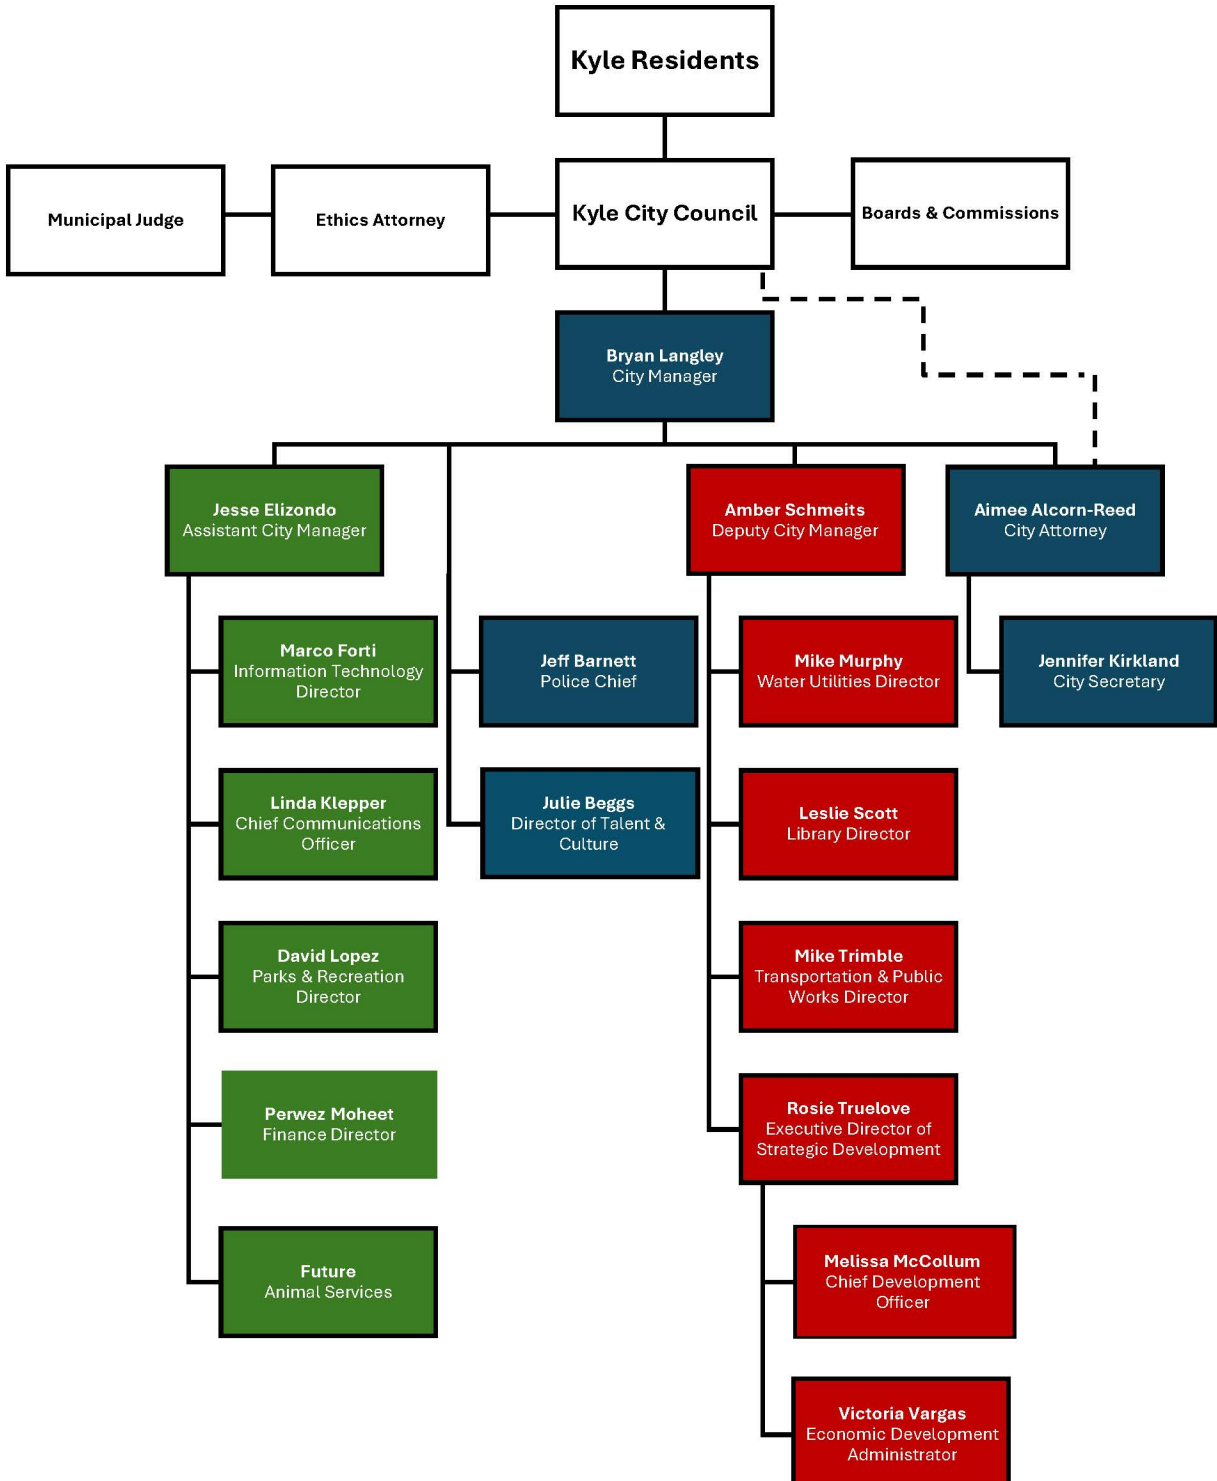 Kyle Residents
Municipal Judge
Ethics Attorney
Kyle City Council
Boards & Commissions
Bryan Langley
City Manager
Jesse Elizondo
Assistant City Manager
Amber Schmeits
Deputy City Manager
Aimee Alcorn-Reed
City Attorney
Marco Forti
Information Technology
Director
Jeff Barnett
Police Chief
Mike Murphy
Water Utilities Director
Jennifer Kirkland
City Secretary
Linda Klepper
Chief Communications
Officer
Julie Beggs
Director of Talent &
Culture
Leslie Scott
Library Director
David Lopez
Parks & Recreation
Director
Mike Trimble
Transportation & Public
Works Director
Perwez Moheet
Finance Director
Rosie Truelove
Executive Director of
Strategic Development
Future
Animal Services
Melissa McCollum
Chief Development
Officer
Victoria Vargas
Economic Development
Administrator